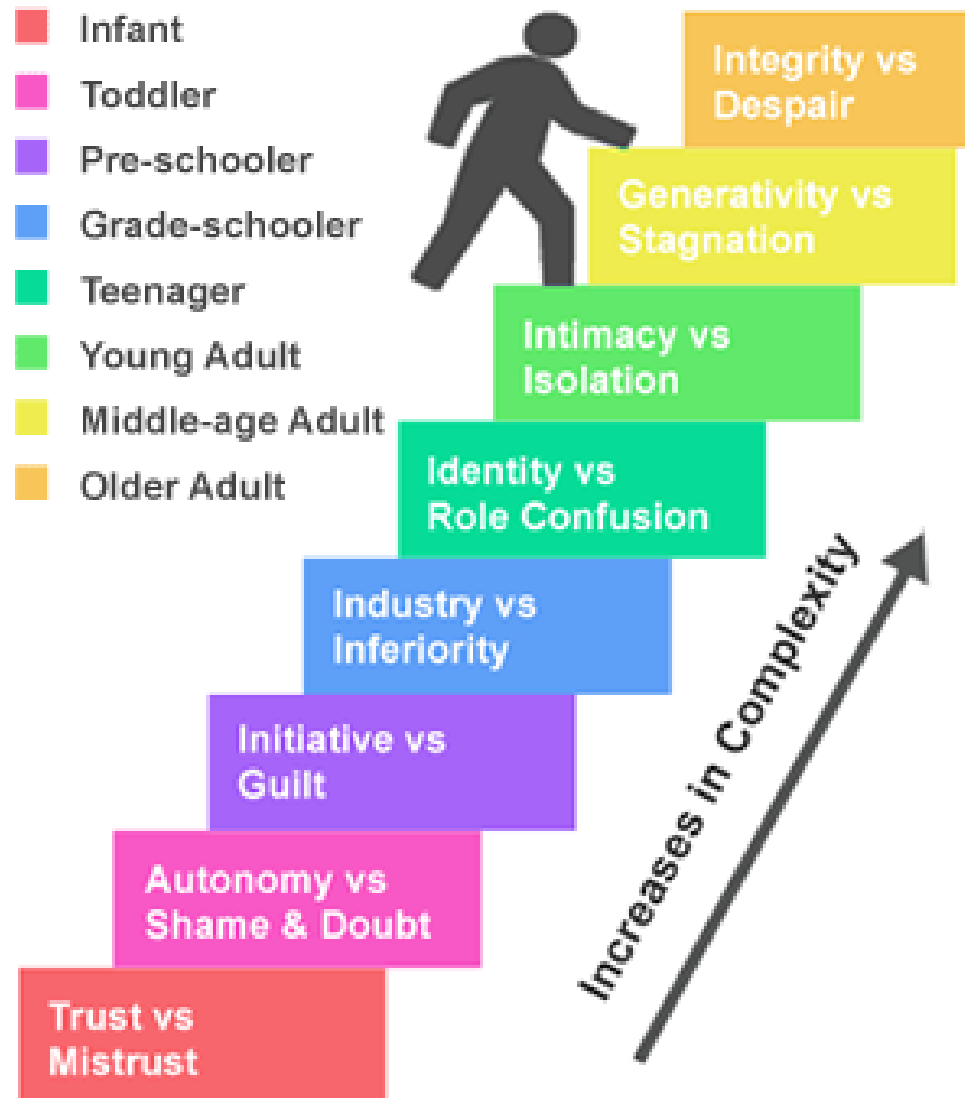 Infant
Toddler
Pre-schooler
Grade-schooler
Teenager
Young Adult
Middle-age Adult
Older Adult
Integrity vs
Despair
Generativity vs
Stagnation
Intimacy vs
Isolation
Identity vs
Role Confusion
Industry vs
Inferiority
Initiative vs
Guilt
Autonomy vs
Shame & Doubt
Trust vs
Mistrust
Increases in Complexity